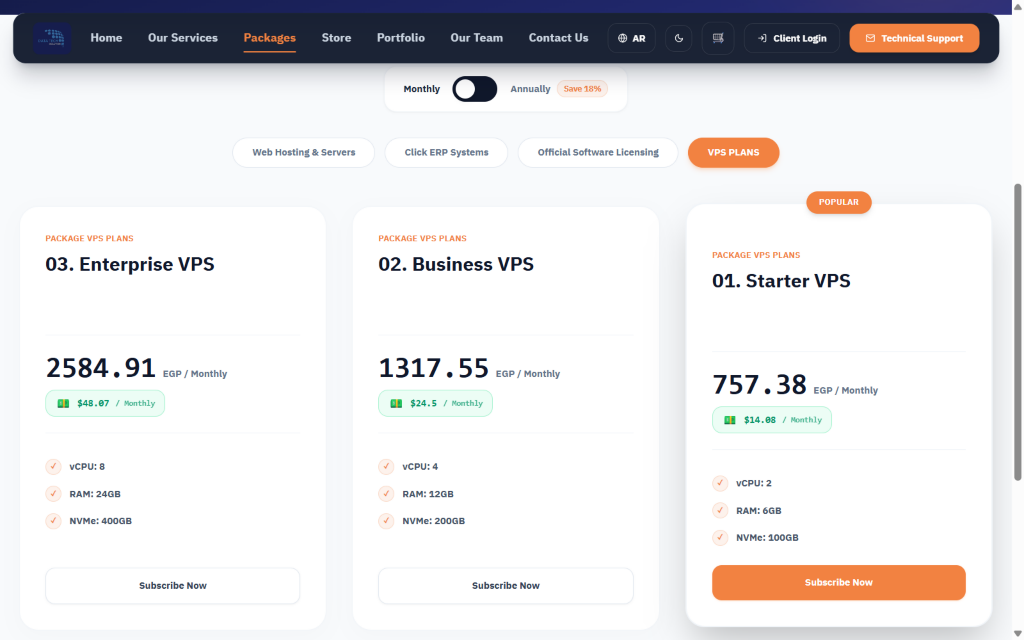 Home
Our Services
Packages
Store
Portfolio
Our Team
Contact Us
AR
Client Login
Technical Support
Monthly
Annually
Save 18%
Web Hosting & Servers
Click ERP Systems
Official Software Licensing
VPS PLANS
PACKAGE VPS PLANS
03. Enterprise VPS
2584.91 EGP / Monthly
$48.07 / Monthly
✓ vCPU: 8
✓ RAM: 24GB
✓ NVMe: 400GB
Subscribe Now
PACKAGE VPS PLANS
02. Business VPS
1317.55 EGP / Monthly
$24.5 / Monthly
✓ vCPU: 4
✓ RAM: 12GB
✓ NVMe: 200GB
Subscribe Now
POPULAR
PACKAGE VPS PLANS
01. Starter VPS
757.38 EGP / Monthly
$14.08 / Monthly
✓ vCPU: 2
✓ RAM: 6GB
✓ NVMe: 100GB
Subscribe Now